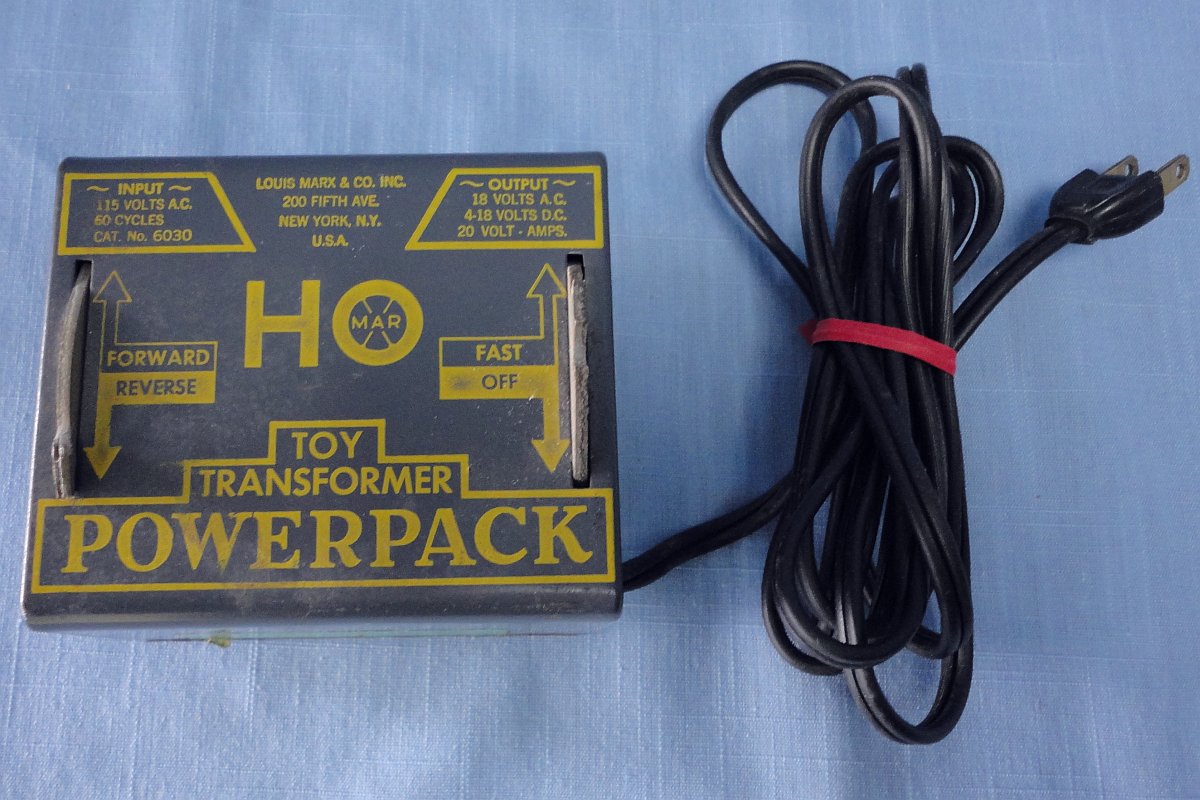 ~ INPUT ~
115 VOLTS A.C.
60 CYCLES
CAT. No. 6030
LOUIS MARX & CO. INC.
200 FIFTH AVE.
NEW YORK, N.Y.
U.S.A.
~ OUTPUT ~
18 VOLTS A.C.
4-18 VOLTS D.C.
20 VOLT - AMPS.
HO
MAR
FORWARD
REVERSE
FAST
OFF
TOY
TRANSFORMER
POWERPACK